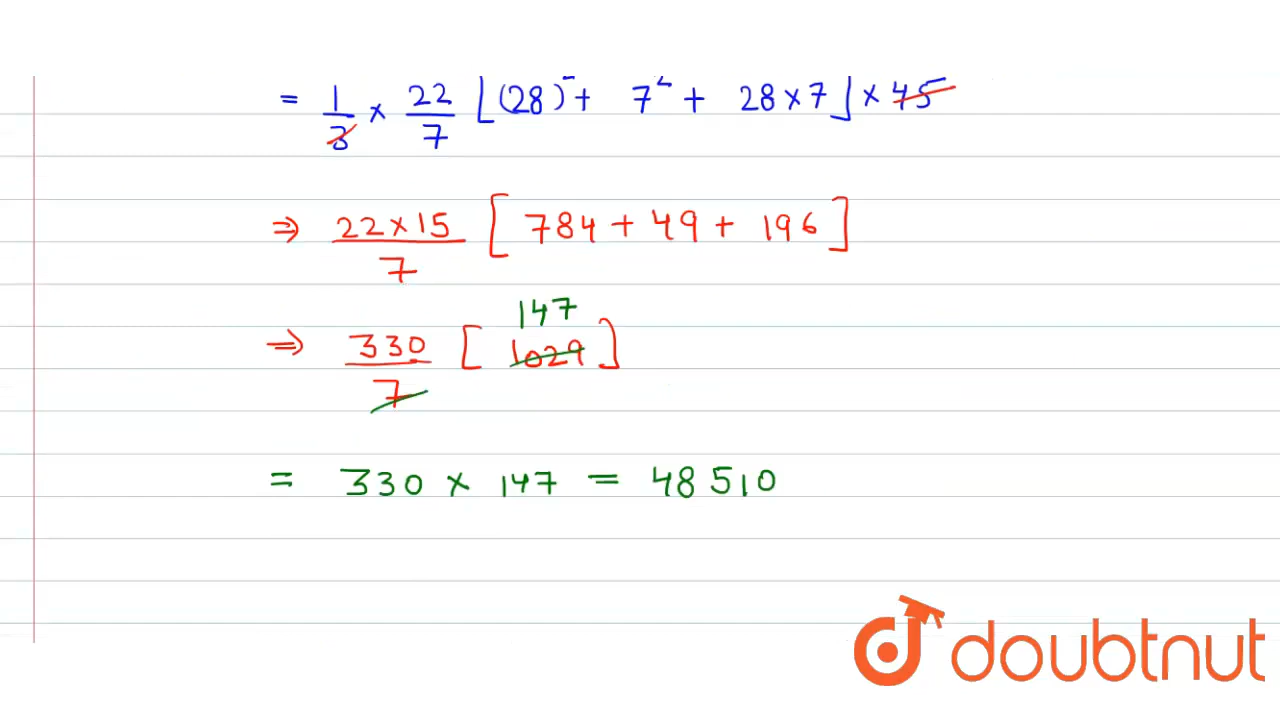 = 1/3 × 22/7 [(28)² + 7² + 28 × 7] × 45
⇒ 22 × 15/7 [784 + 49 + 196]
147
⇒ 330/7 [1029]
= 330 × 147 = 48510
doubtnut